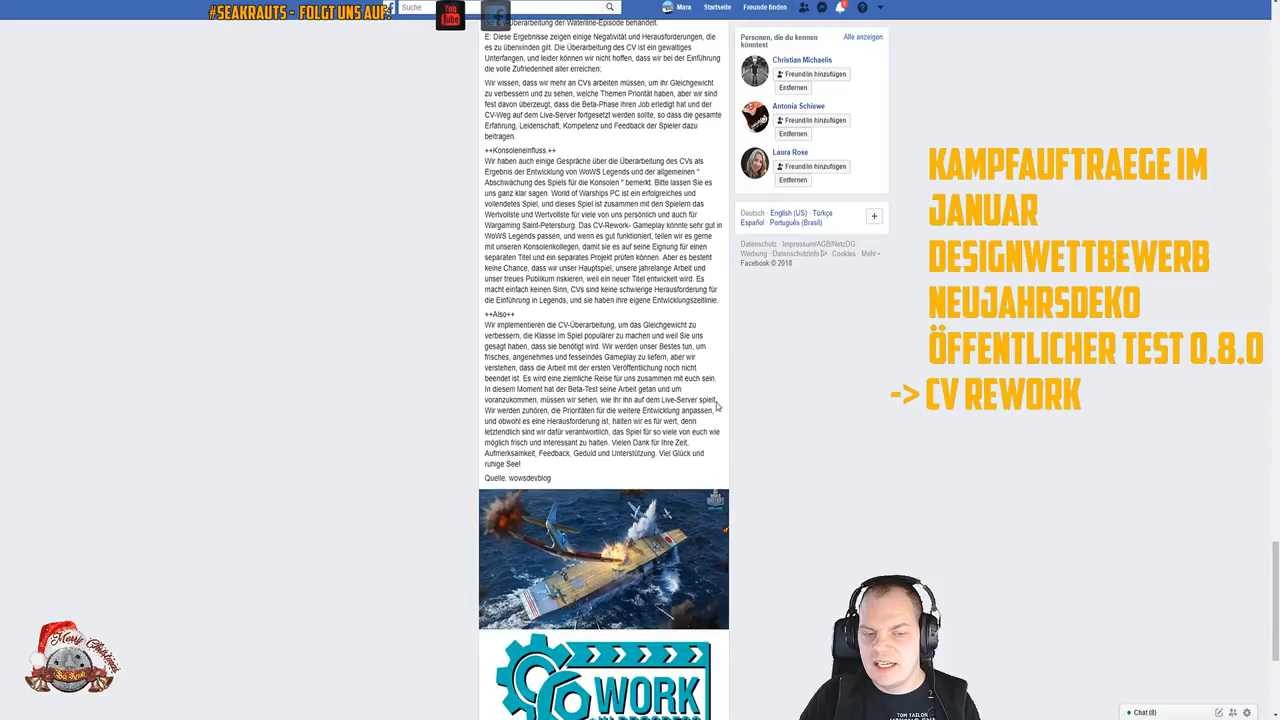 #SEAKRAUTS - FOLGT UNS AUF:
You
Tube
f
Suche
Mara Startseite Freunde finden
1
Überarbeitung der Waterline-Episode behandelt.
E: Diese Ergebnisse zeigen einige Negativität und Herausforderungen, die
es zu überwinden gilt. Die Überarbeitung des CV ist ein gewaltiges
Unterfangen, und leider können wir nicht hoffen, dass wir bei der Einführung
die volle Zufriedenheit aller erreichen;
Wir wissen, dass wir mehr an CVs arbeiten müssen, um ihr Gleichgewicht
zu verbessern und zu sehen, welche Themen Priorität haben, aber wir sind
fest davon überzeugt, dass die Beta-Phase ihren Job erledigt hat und der
CV-Weg auf dem Live-Server fortgesetzt werden sollte, so dass die gesamte
Erfahrung, Leidenschaft, Kompetenz und Feedback der Spieler dazu
beitragen.
++Konsoleneinfluss.++
Wir haben auch einige Gespräche über die Überarbeitung des CVs als
Ergebnis der Entwicklung von WoWS Legends und der allgemeinen "
Abschwächung des Spiels für die Konsolen " bemerkt. Bitte lassen Sie es
uns ganz klar sagen. World of Warships PC ist ein erfolgreiches und
vollendetes Spiel, und dieses Spiel ist zusammen mit den Spielern das
Wertvollste und Wertvollste für viele von uns persönlich und auch für
Wargaming Saint-Petersburg. Das CV-Rework- Gameplay könnte sehr gut in
WoWS Legends passen, und wenn es gut funktioniert, teilen wir es gerne
mit unseren Konsolenkollegen, damit sie es auf seine Eignung für einen
separaten Titel und ein separates Projekt prüfen können. Aber es besteht
keine Chance, dass wir unser Hauptspiel, unsere jahrelange Arbeit und
unser treues Publikum riskieren, weil ein neuer Titel entwickelt wird. Es
macht einfach keinen Sinn, CVs sind keine schwierige Herausforderung für
die Einführung in Legends, und sie haben ihre eigene Entwicklungszeitlinie.
++Also++
Wir implementieren die CV-Überarbeitung, um das Gleichgewicht zu
verbessern, die Klasse im Spiel populärer zu machen und weil Sie uns
gesagt haben, dass sie benötigt wird. Wir werden unser Bestes tun, um
frisches, angenehmes und fesselndes Gameplay zu liefern, aber wir
verstehen, dass die Arbeit mit der ersten Veröffentlichung noch nicht
beendet ist. Es wird eine ziemliche Reise für uns zusammen mit euch sein.
In diesem Moment hat der Beta-Test seine Arbeit getan und um
voranzukommen, müssen wir sehen, wie ihr ihn auf dem Live-Server spielt.
Wir werden zuhören, die Prioritäten für die weitere Entwicklung anpassen,
und obwohl es eine Herausforderung ist, halten wir es für wert, denn
letztendlich sind wir dafür verantwortlich, das Spiel für so viele von euch wie
möglich frisch und interessant zu halten. Vielen Dank für Ihre Zeit,
Aufmerksamkeit, Feedback, Geduld und Unterstützung. Viel Glück und
ruhige See!
Quelle: wowsdevblog
WORK
Personen, die du kennen
könntest
Alle anzeigen
Christian Michaelis
Freund/in hinzufügen
Entfernen
Antonia Schiewe
Freund/in hinzufügen
Entfernen
Laura Rose
Freund/in hinzufügen
Entfernen
Deutsch · English (US) · Türkçe
Español · Português (Brasil)
+
Datenschutz · Impressum/AGB/NetzDG
Werbung · Datenschutzinfo · Cookies · Mehr
Facebook © 2018
KAMPFAUFTRAEGE IM
JANUAR
DESIGNWETTBEWERB
NEUJAHRSDEKO
ÖFFENTLICHER TEST 0.8.0
-> CV REWORK
Merry Christmas
TOM TAILOR
Chat (8)